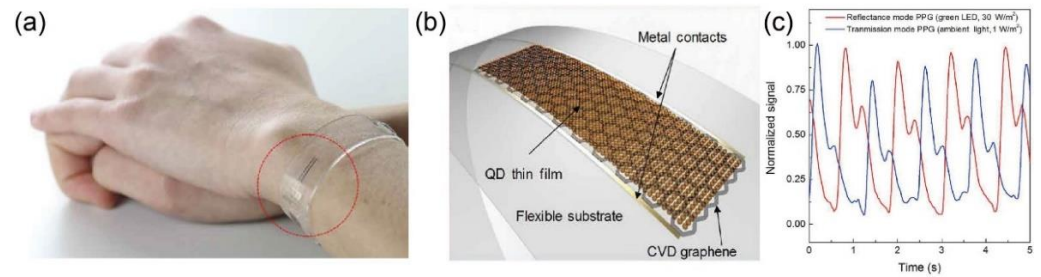 (a)
(b)
Metal contacts
QD thin film
Flexible substrate
CVD graphene
(c)
Reflectance mode PPG (green LED, 30 W/m²)
Tranmission mode PPG (ambient light, 1 W/m²)
Normalized signal
1.00
0.75
0.50
0.25
0.00
0 1 2 3 4 5
Time (s)